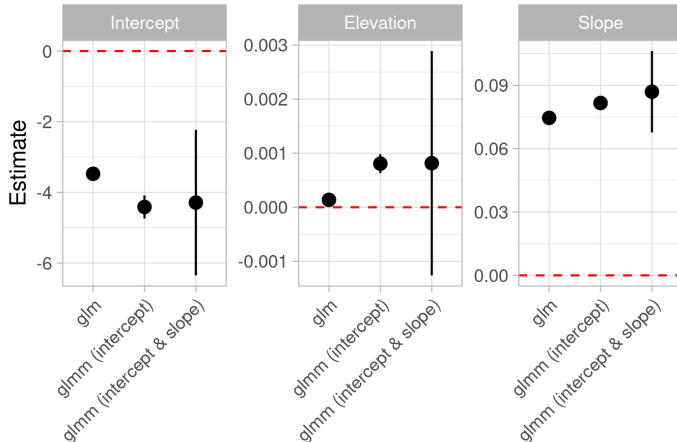 Intercept
Elevation
Slope
Estimate
0
-2
-4
-6
0.003
0.002
0.001
0.000
-0.001
0.09
0.06
0.03
0.00
glm
glmm (intercept)
glmm (intercept & slope)
glm
glmm (intercept)
glmm (intercept & slope)
glm
glmm (intercept)
glmm (intercept & slope)